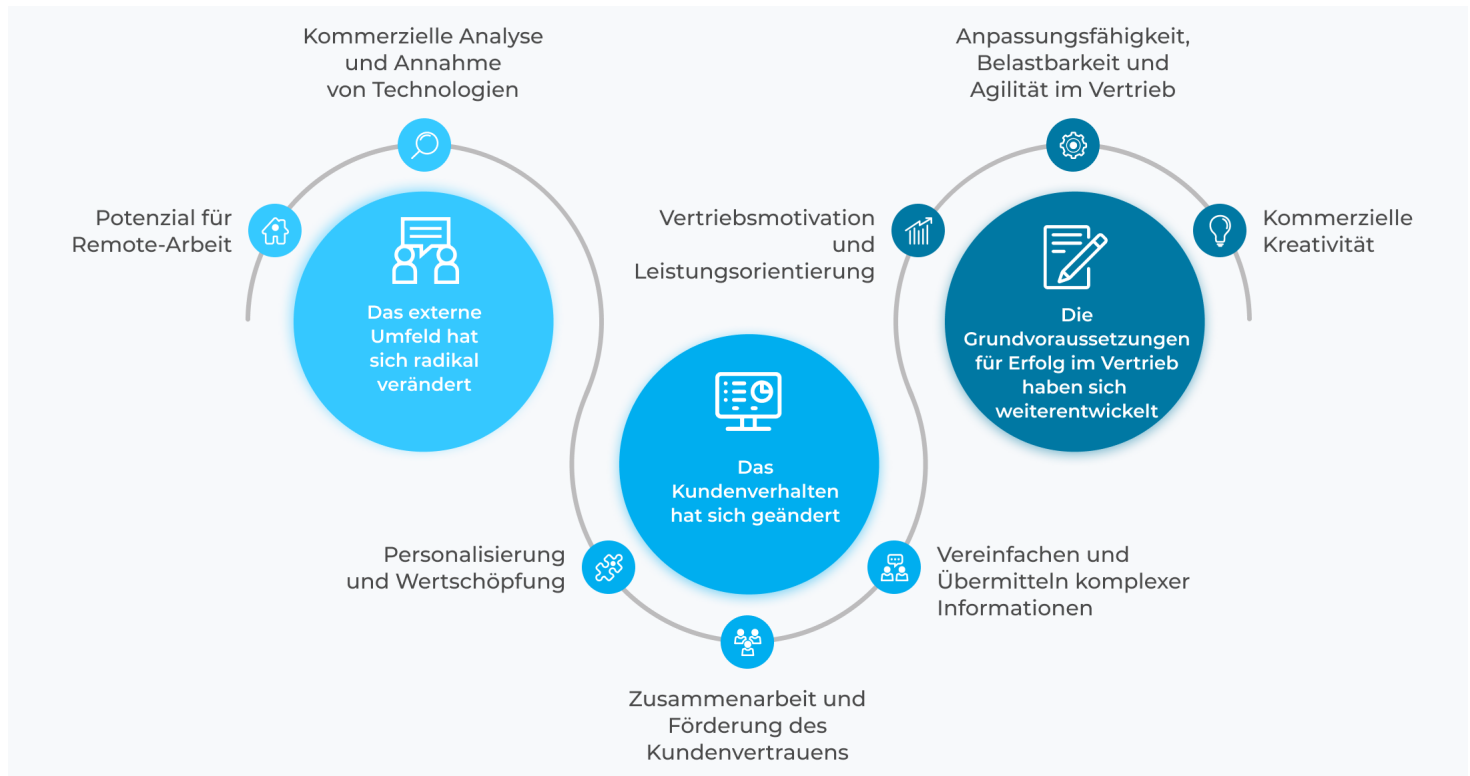 Kommerzielle Analyse
und Annahme
von Technologien
Potenzial für
Remote-Arbeit
Das externe
Umfeld hat
sich radikal
verändert
Personalisierung
und Wertschöpfung
Das
Kundenverhalten
hat sich geändert
Zusammenarbeit und
Förderung des
Kundenvertrauens
Vereinfachen und
Übermitteln komplexer
Informationen
Vertriebsmotivation
und
Leistungsorientierung
Anpassungsfähigkeit,
Belastbarkeit und
Agilität im Vertrieb
Die
Grundvoraussetzungen
für Erfolg im Vertrieb
haben sich
weiterentwickelt
Kommerzielle
Kreativität